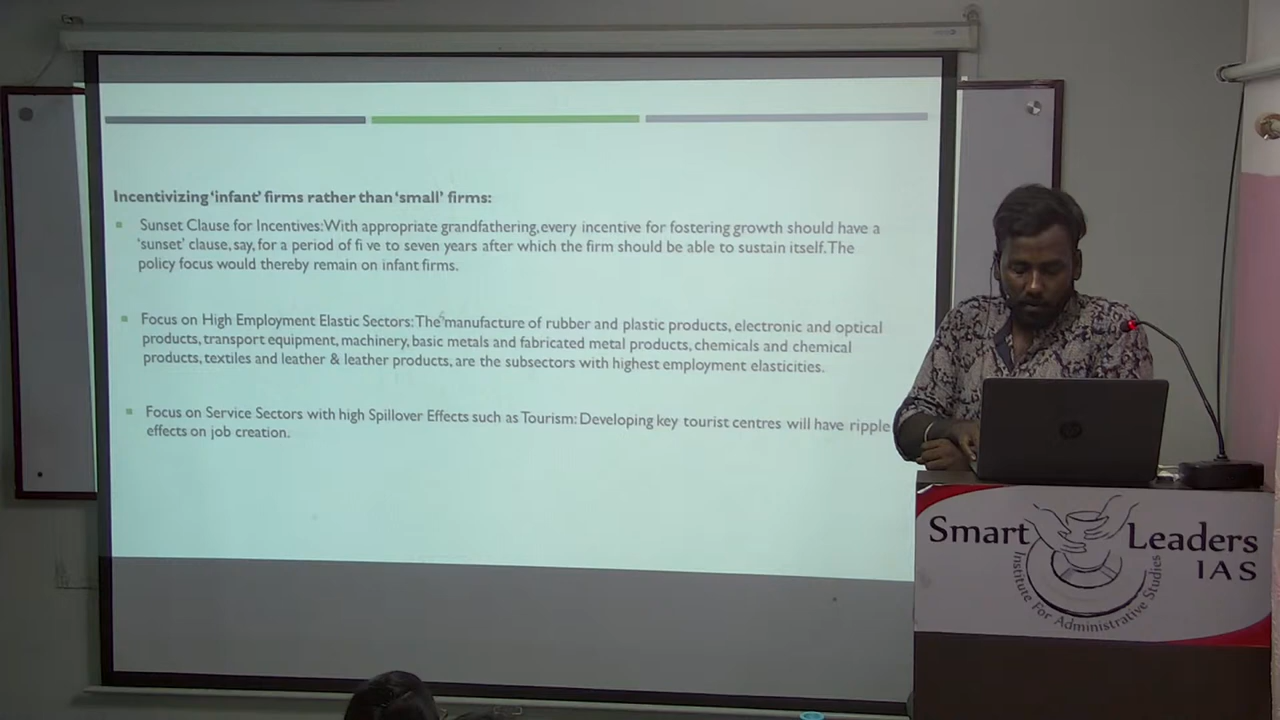 Incentivizing 'infant' firms rather than 'small' firms:
Sunset Clause for Incentives: With appropriate grandfathering, every incentive for fostering growth should have a
'sunset' clause, say, for a period of fi ve to seven years after which the firm should be able to sustain itself. The
policy focus would thereby remain on infant firms.
Focus on High Employment Elastic Sectors: The manufacture of rubber and plastic products, electronic and optical
products, transport equipment, machinery, basic metals and fabricated metal products, chemicals and chemical
products, textiles and leather & leather products, are the subsectors with highest employment elasticities.
Focus on Service Sectors with high Spillover Effects such as Tourism: Developing key tourist centres will have ripple
effects on job creation.
hp
Smart Leaders
IAS
Institute For Administrative Studies